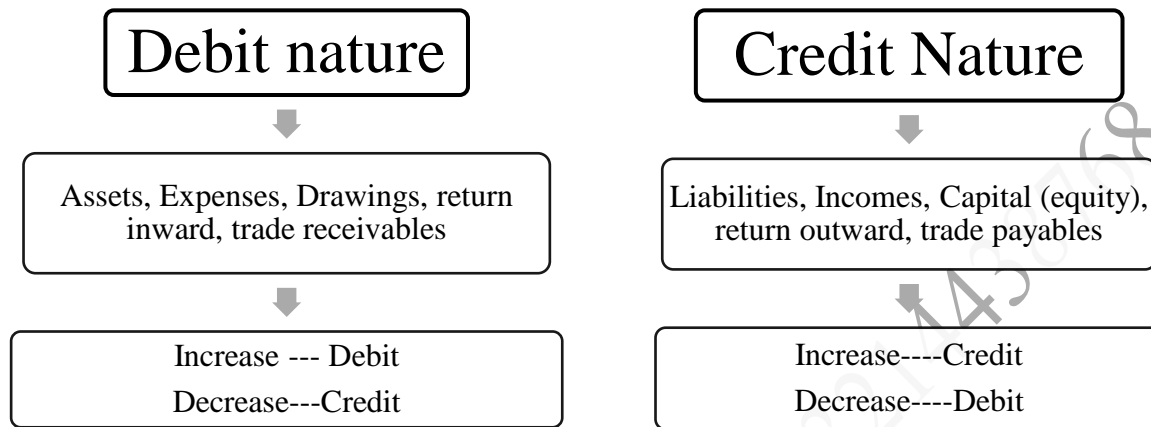 Debit nature
Assets, Expenses, Drawings, return
inward, trade receivables
Increase --- Debit
Decrease---Credit
Credit Nature
Liabilities, Incomes, Capital (equity),
return outward, trade payables
Increase----Credit
Decrease----Debit